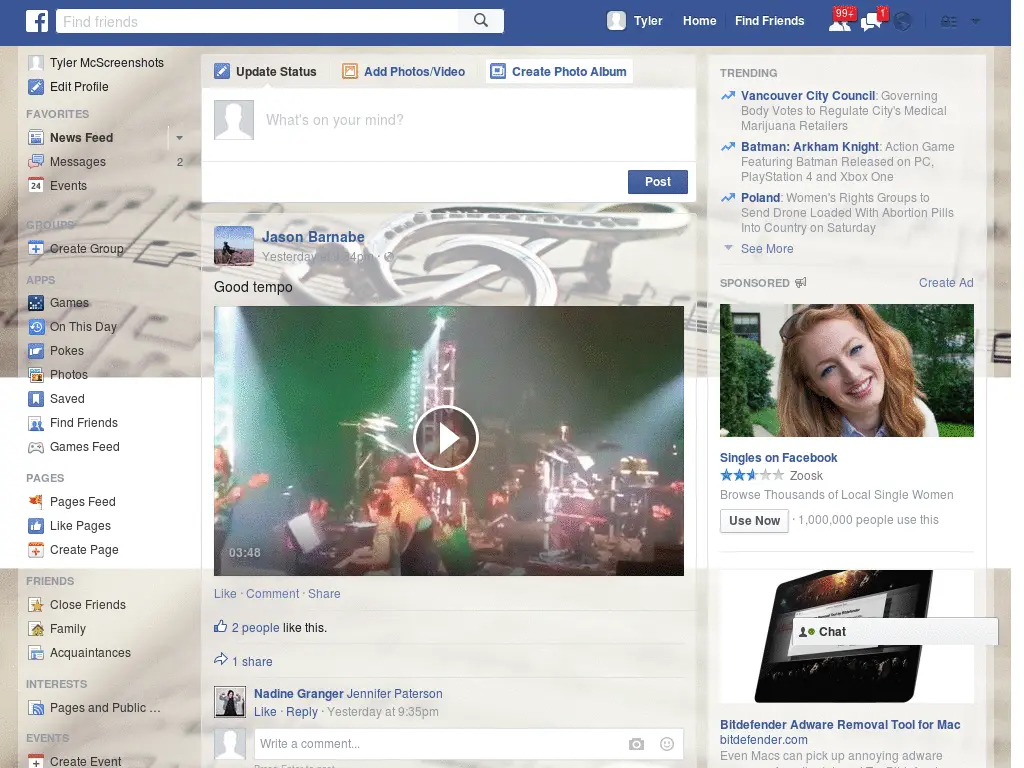 Find friends
Tyler
Home
Find Friends
99+
1
Tyler McScreenshots
Edit Profile
FAVORITES
News Feed
Messages 2
24 Events
GROUPS
Create Group
APPS
Games
On This Day
Pokes
Photos
Saved
Find Friends
Games Feed
PAGES
Pages Feed
Like Pages
Create Page
FRIENDS
Close Friends
Family
Acquaintances
INTERESTS
Pages and Public ...
EVENTS
Create Event
Update Status
Add Photos/Video
Create Photo Album
What's on your mind?
Post
Jason Barnabe
Yesterday at
Good tempo
03:48
Like · Comment · Share
2 people like this.
1 share
Nadine Granger Jennifer Paterson
Like · Reply · Yesterday at 9:35pm
Write a comment...
TRENDING
Vancouver City Council: Governing
Body Votes to Regulate City's Medical
Marijuana Retailers
Batman: Arkham Knight: Action Game
Featuring Batman Released on PC,
PlayStation 4 and Xbox One
Poland: Women's Rights Groups to
Send Drone Loaded With Abortion Pills
Into Country on Saturday
See More
SPONSORED
Create Ad
Singles on Facebook
Zoosk
Browse Thousands of Local Single Women
Use Now · 1,000,000 people use this
Chat
Bitdefender Adware Removal Tool for Mac
bitdefender.com
Even Macs can pick up annoying adware